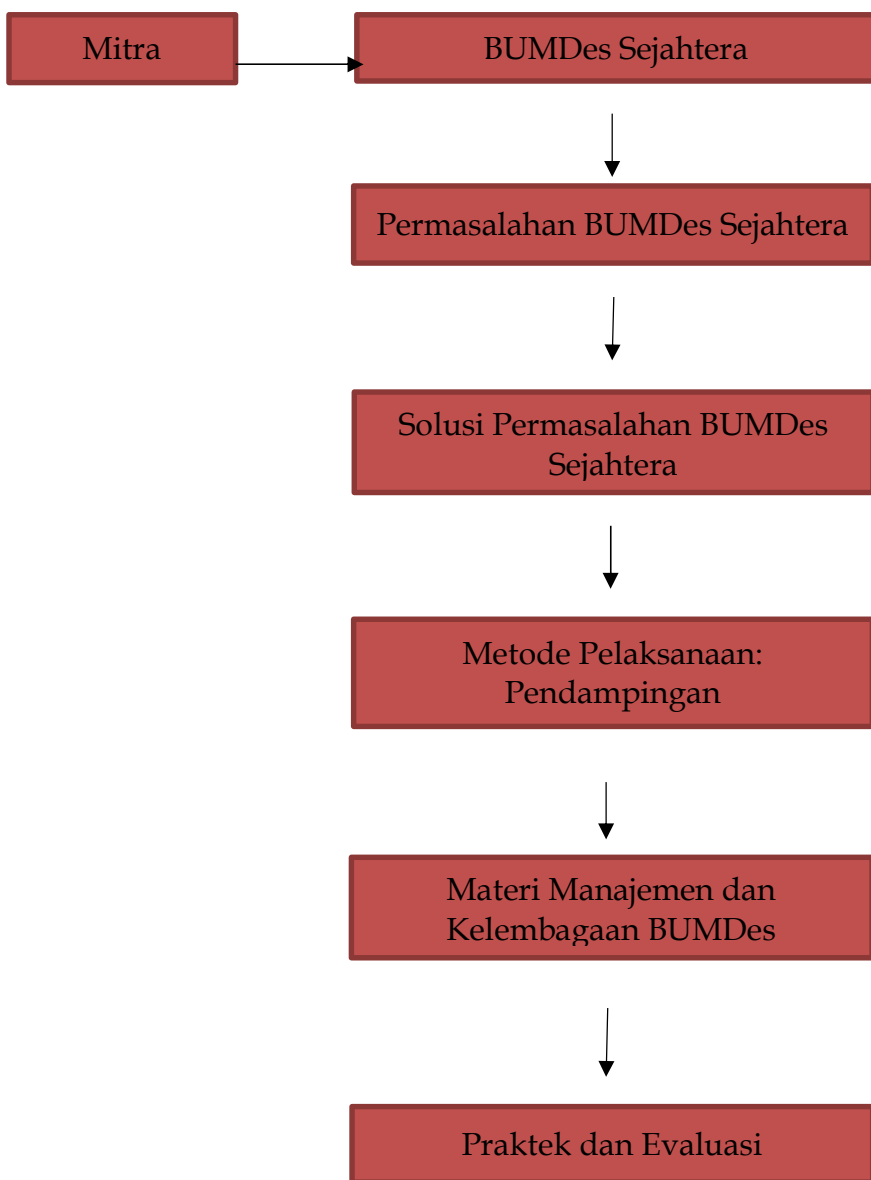 Mitra
BUMDes Sejahtera
Permasalahan BUMDes Sejahtera
Solusi Permasalahan BUMDes
Sejahtera
Metode Pelaksanaan:
Pendampingan
Materi Manajemen dan
Kelembagaan BUMDes
Praktek dan Evaluasi